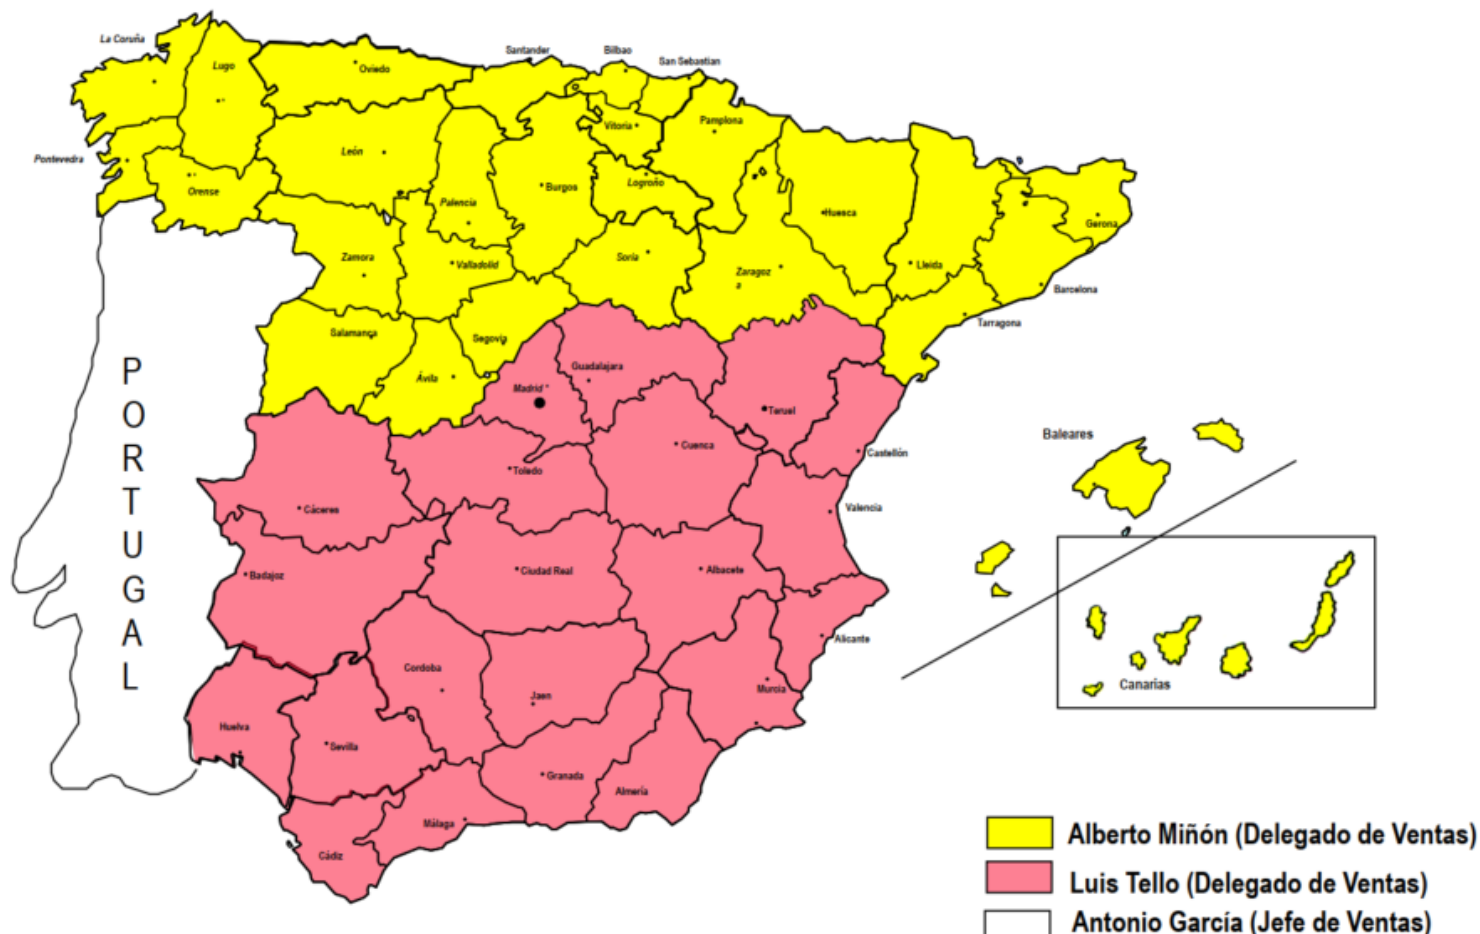 La Coruña
Lugo
Oviedo
Santander
Bilbao
San Sebastian
Pontevedra
Orense
León
Palencia
Burgos
Vitoria
Logroño
Pamplona
Huesca
Lleida
Gerona
Barcelona
Tarragona
Zamora
Valladolid
Soria
Zaragoz
a
Salamanca
Ávila
Segovia
Madrid
Guadalajara
Teruel
Cuenca
Castellón
Toledo
Cáceres
Valencia
Badajoz
Ciudad Real
Albacete
Alicante
Cordoba
Jaen
Murcia
Huelva
Sevilla
Granada
Almería
Málaga
Cádiz
PORTUGAL
Baleares
Canarias
Alberto Miñón (Delegado de Ventas)
Luis Tello (Delegado de Ventas)
Antonio García (Jefe de Ventas)